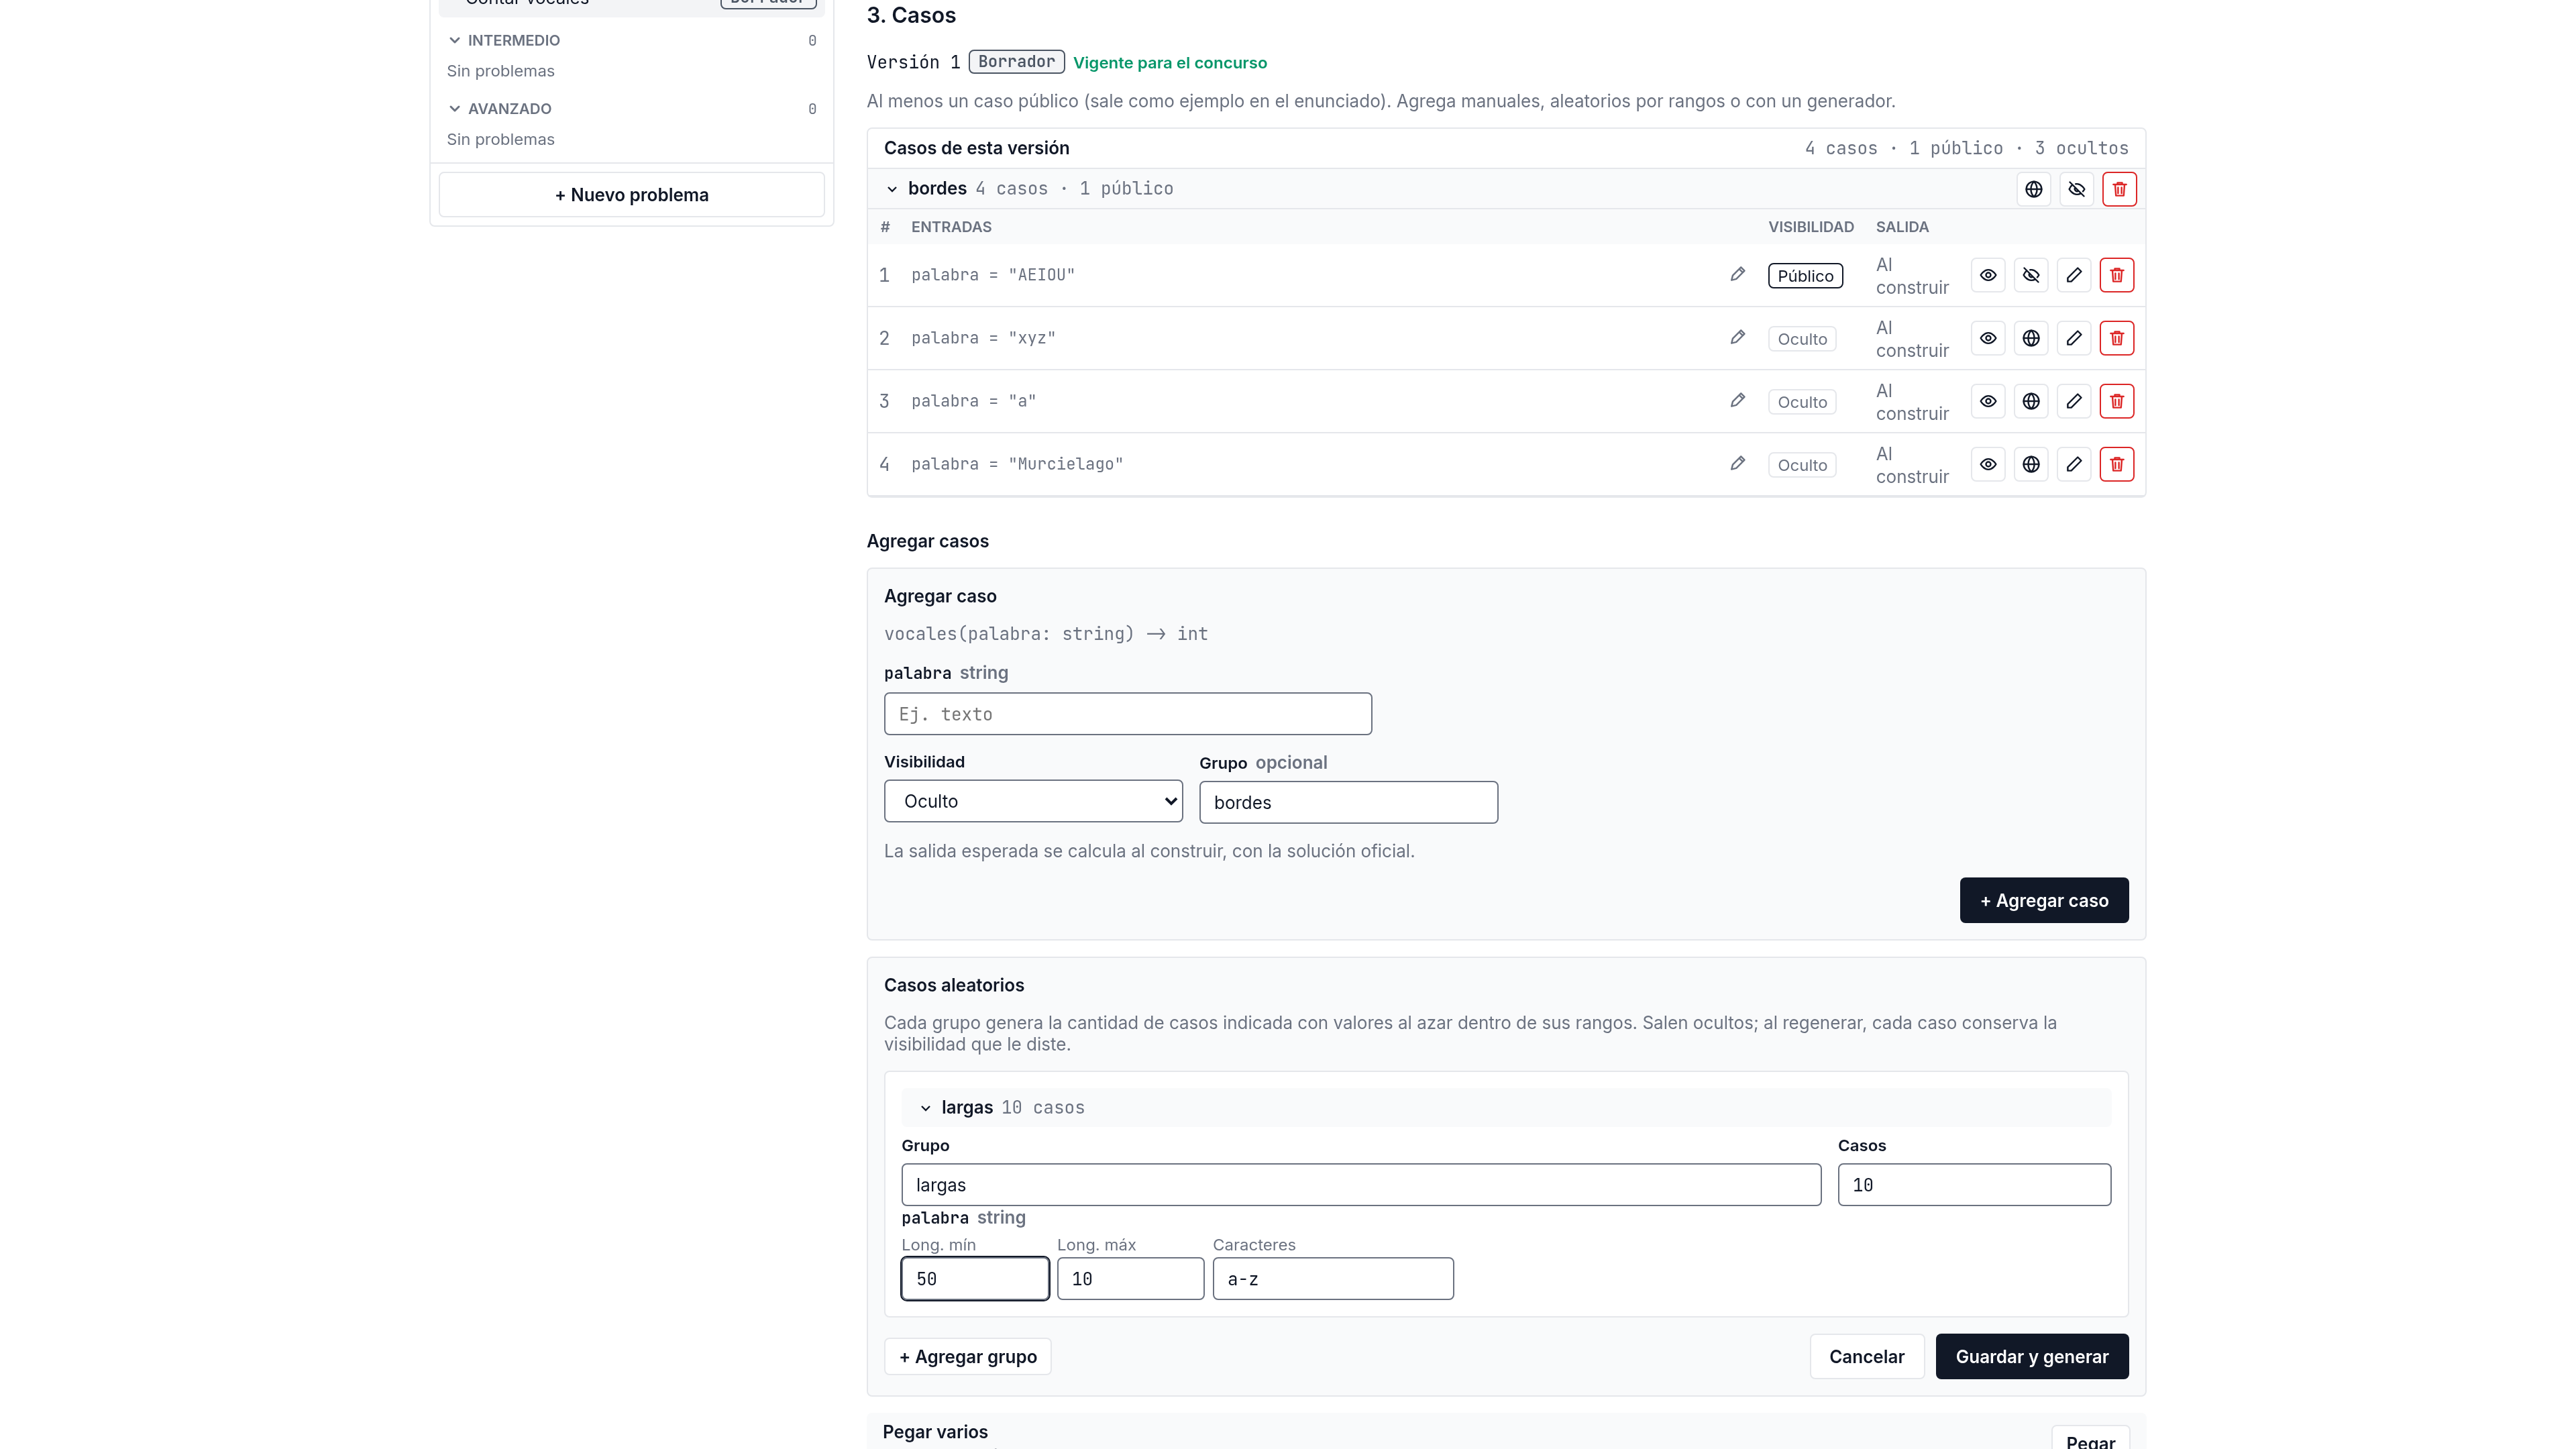 Contar vocales Borrador
INTERMEDIO 0
Sin problemas
AVANZADO 0
Sin problemas
+ Nuevo problema
3. Casos
Versión 1 Borrador Vigente para el concurso
Al menos un caso público (sale como ejemplo en el enunciado). Agrega manuales, aleatorios por rangos o con un generador.
Casos de esta versión 4 casos · 1 público · 3 ocultos
bordes 4 casos · 1 público
# ENTRADAS VISIBILIDAD SALIDA
1 palabra = "AEIOU" Público Al construir
2 palabra = "xyz" Oculto Al construir
3 palabra = "a" Oculto Al construir
4 palabra = "Murcielago" Oculto Al construir
Agregar casos
Agregar caso
vocales(palabra: string) → int
palabra string
Ej. texto
Visibilidad Grupo opcional
Oculto bordes
La salida esperada se calcula al construir, con la solución oficial.
+ Agregar caso
Casos aleatorios
Cada grupo genera la cantidad de casos indicada con valores al azar dentro de sus rangos. Salen ocultos; al regenerar, cada caso conserva la
visibilidad que le diste.
largas 10 casos
Grupo Casos
largas 10
palabra string
Long. mín Long. máx Caracteres
50 10 a-z
+ Agregar grupo Cancelar Guardar y generar
Pegar varios Pegar